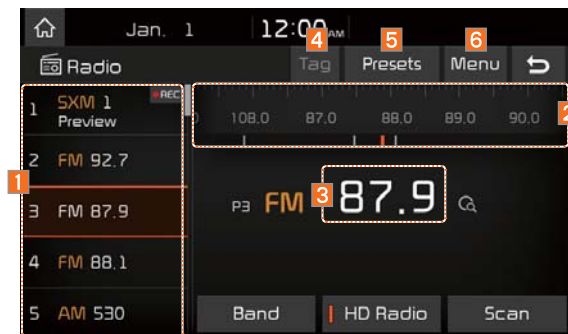 Jan. 1 12:00 AM
Radio Tag Presets Menu
4 5 6
1 SXM 1 REC
Preview
108.0 87.0 88.0 89.0 90.0 2
2 FM 92.7
1
3 FM 87.9
P3 FM 3 87.9
4 FM 88.1
5 AM 530
Band HD Radio Scan